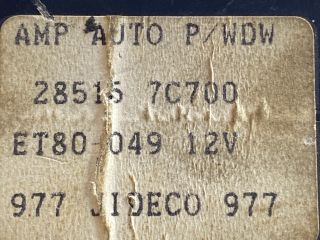 AMP AUTO P/WDW
28515 7C700
ET80 049 12V
977 JIDECO 977